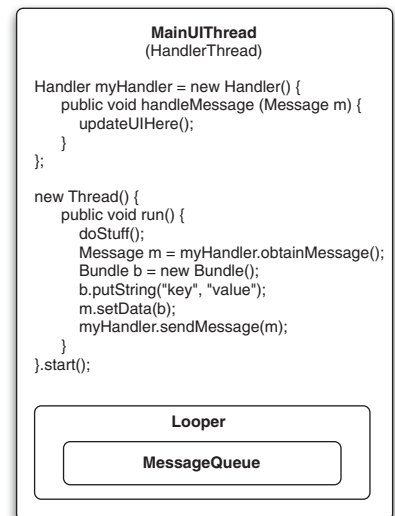 MainUIThread
(HandlerThread)
Handler myHandler = new Handler() {
public void handleMessage (Message m) {
updateUIHere();
}
};
new Thread() {
public void run() {
doStuff();
Message m = myHandler.obtainMessage();
Bundle b = new Bundle();
b.putString("key", "value");
m.setData(b);
myHandler.sendMessage(m);
}
}.start();
Looper
MessageQueue